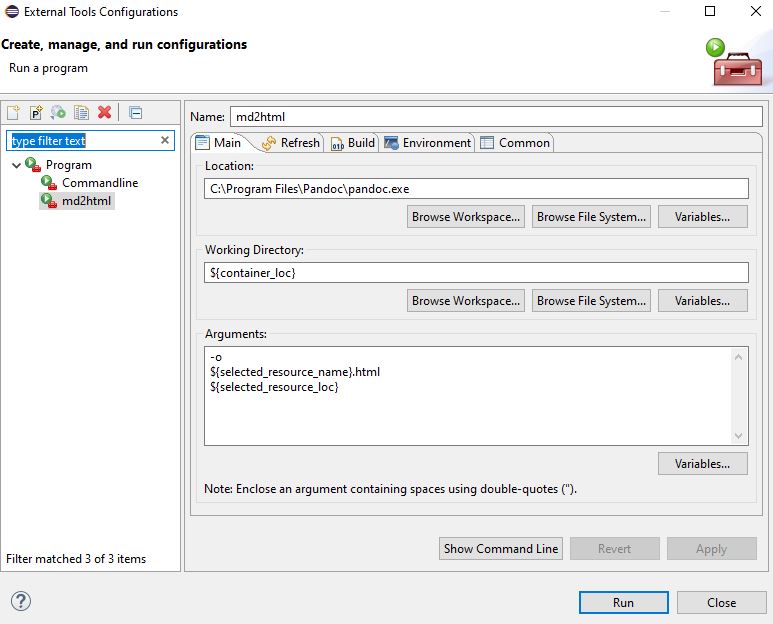 External Tools Configurations
Create, manage, and run configurations
Run a program
type filter text
Program
Commandline
md2html
Filter matched 3 of 3 items
Name: md2html
Main Refresh Build Environment Common
Location:
C:\Program Files\Pandoc\pandoc.exe
Browse Workspace... Browse File System... Variables...
Working Directory:
${container_loc}
Browse Workspace... Browse File System... Variables...
Arguments:
-o
${selected_resource_name}.html
${selected_resource_loc}
Variables...
Note: Enclose an argument containing spaces using double-quotes (").
Show Command Line Revert Apply
Run Close